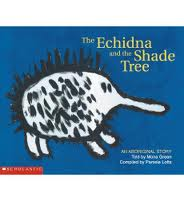 The Echidna
and the Shade
Tree
AN ABORIGINAL STORY
Told by Mona Green
Compiled by Pamela Lofts
SCHOLASTIC